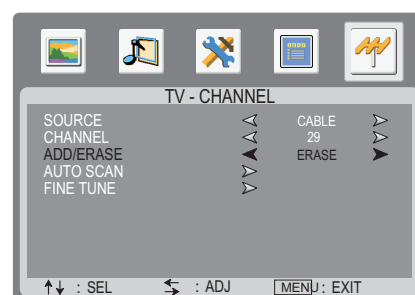 TV - CHANNEL
SOURCE CABLE
CHANNEL 29
ADD/ERASE ERASE
AUTO SCAN
FINE TUNE
: SEL : ADJ MENU : EXIT